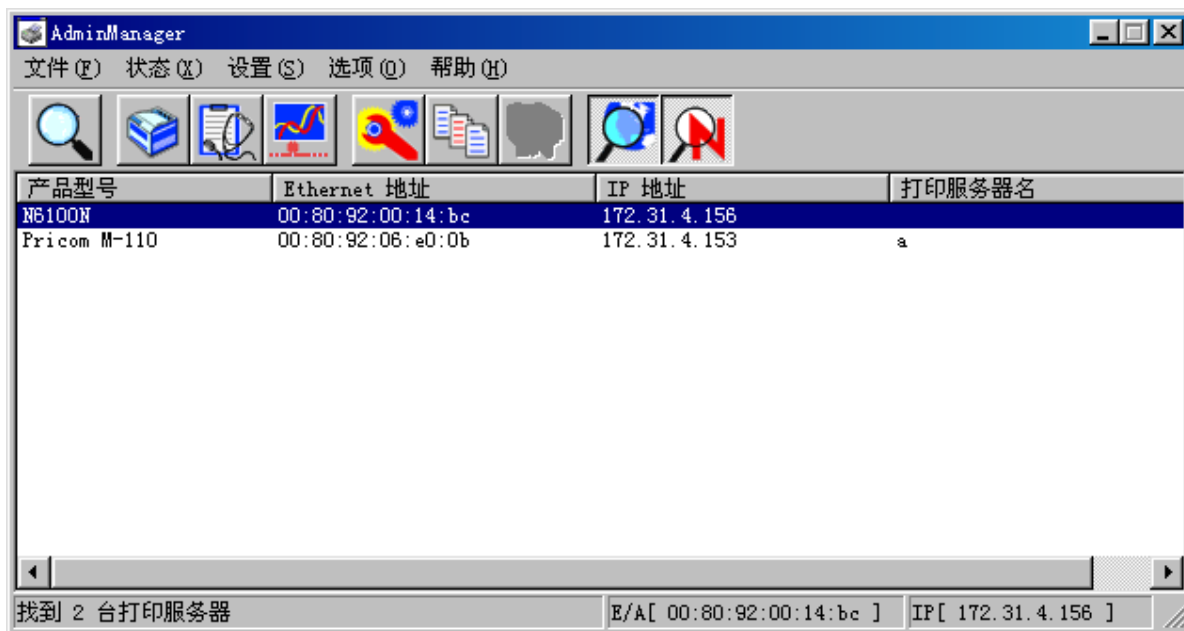 AdminManager
文件(F) 状态(X) 设置(S) 选项(O) 帮助(H)
产品型号 Ethernet 地址 IP 地址 打印服务器名
N6100N 00:80:92:00:14:bc 172.31.4.156
Pricom M-110 00:80:92:06:e0:0b 172.31.4.153 a
找到 2 台打印服务器 E/A[ 00:80:92:00:14:bc ] IP[ 172.31.4.156 ]